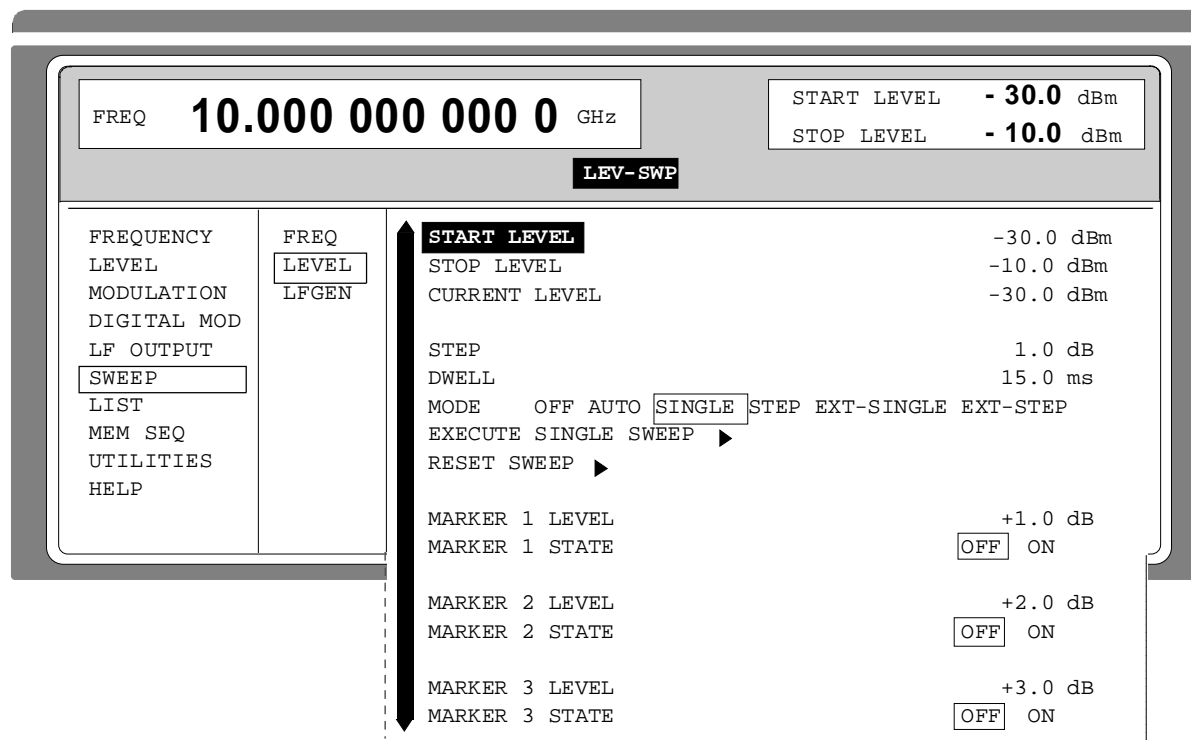 FREQ 10.000 000 000 0 GHz
START LEVEL - 30.0 dBm
STOP LEVEL - 10.0 dBm
LEV-SWP
FREQUENCY
LEVEL
MODULATION
DIGITAL MOD
LF OUTPUT
SWEEP
LIST
MEM SEQ
UTILITIES
HELP
FREQ
LEVEL
LFGEN
START LEVEL -30.0 dBm
STOP LEVEL -10.0 dBm
CURRENT LEVEL -30.0 dBm
STEP 1.0 dB
DWELL 15.0 ms
MODE OFF AUTO SINGLE STEP EXT-SINGLE EXT-STEP
EXECUTE SINGLE SWEEP
RESET SWEEP
MARKER 1 LEVEL +1.0 dB
MARKER 1 STATE OFF ON
MARKER 2 LEVEL +2.0 dB
MARKER 2 STATE OFF ON
MARKER 3 LEVEL +3.0 dB
MARKER 3 STATE OFF ON